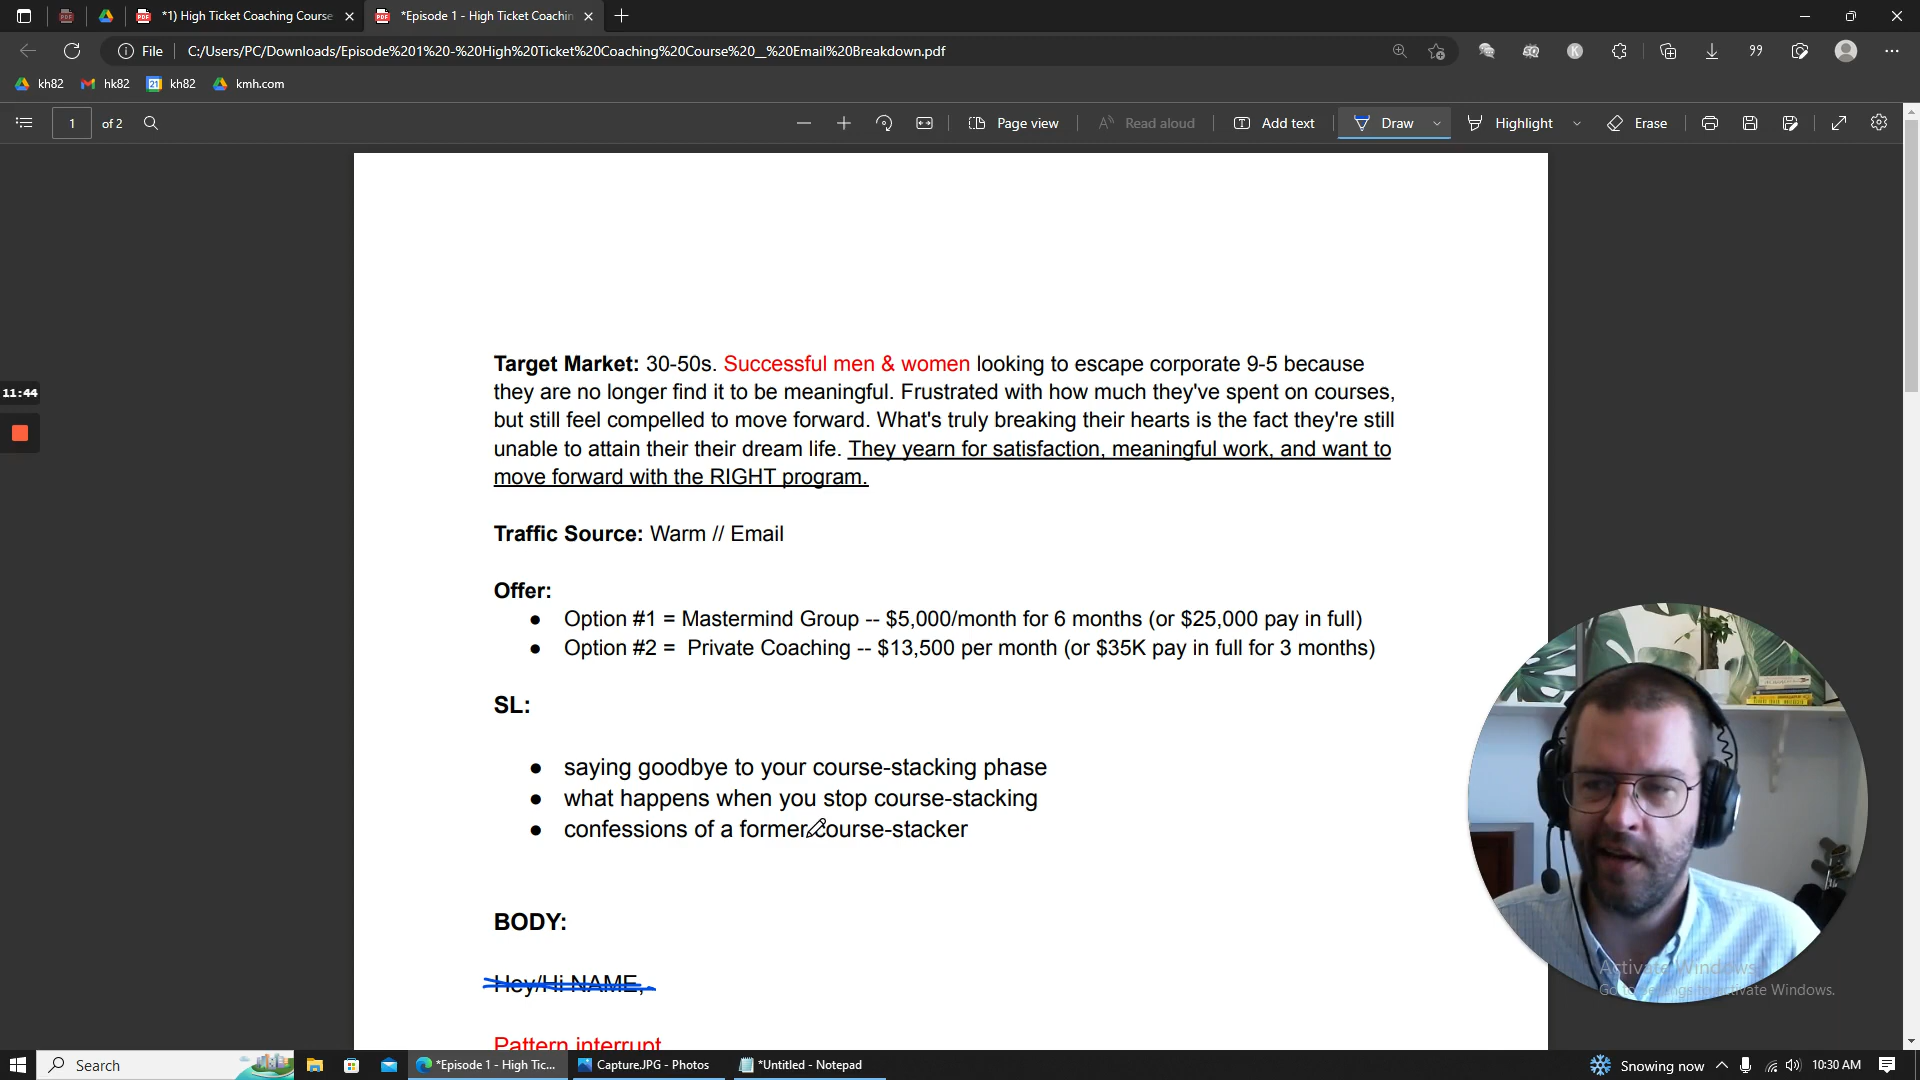 *1) High Ticket Coaching Course
*Episode 1 - High Ticket Coachin
File
C:/Users/PC/Downloads/Episode%201%20-%20High%20Ticket%20Coaching%20Course%20_%20Email%20Breakdown.pdf
kh82
hk82
kh82
kmh.com
1
of 2
Page view
Read aloud
Add text
Draw
Highlight
Erase
Target Market: 30-50s. Successful men & women looking to escape corporate 9-5 because
they are no longer find it to be meaningful. Frustrated with how much they've spent on courses,
but still feel compelled to move forward. What's truly breaking their hearts is the fact they're still
unable to attain their their dream life. They yearn for satisfaction, meaningful work, and want to
move forward with the RIGHT program.
11:44
Traffic Source: Warm // Email
Offer:
● Option #1 = Mastermind Group -- $5,000/month for 6 months (or $25,000 pay in full)
● Option #2 = Private Coaching -- $13,500 per month (or $35K pay in full for 3 months)
SL:
● saying goodbye to your course-stacking phase
● what happens when you stop course-stacking
● confessions of a former course-stacker
BODY:
Hey/Hi NAME,
Activate Windows
Go to Settings to activate Windows.
Pattern interrupt
Search
*Episode 1 - High Tic...
Capture.JPG - Photos
*Untitled - Notepad
Snowing now
10:30 AM